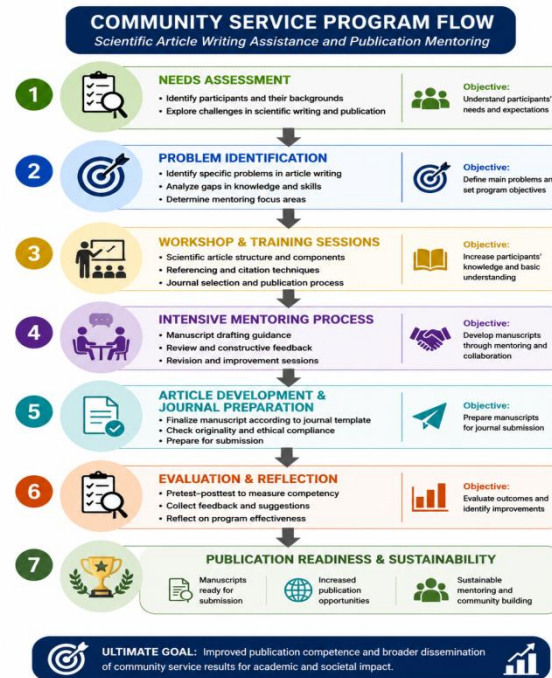 COMMUNITY SERVICE PROGRAM FLOW
Scientific Article Writing Assistance and Publication Mentoring
1
NEEDS ASSESSMENT
• Identify participants and their backgrounds
• Explore challenges in scientific writing and publication
Objective:
Understand participants'
needs and expectations
2
PROBLEM IDENTIFICATION
• Identify specific problems in article writing
• Analyze gaps in knowledge and skills
• Determine mentoring focus areas
Objective:
Define main problems an
set program objectives
3
WORKSHOP & TRAINING SESSIONS
• Scientific article structure and components
• Referencing and citation techniques
• Journal selection and publication process
Objective:
Increase participants'
knowledge and basic
understanding
4
INTENSIVE MENTORING PROCESS
• Manuscript drafting guidance
• Review and constructive feedback
• Revision and improvement sessions
Objective:
Develop manuscripts
through mentoring and
collaboration
5
ARTICLE DEVELOPMENT &
JOURNAL PREPARATION
• Finalize manuscript according to journal template
• Check originality and ethical compliance
• Prepare for submission
Objective:
Prepare manuscripts
for journal submission
6
EVALUATION & REFLECTION
• Pretest–posttest to measure competency
• Collect feedback and suggestions
• Reflect on program effectiveness
Objective:
Evaluate outcomes and
identify improvements
7
PUBLICATION READINESS & SUSTAINABILITY
Manuscripts
ready for
submission
Increased
publication
opportunities
Sustainable
mentoring and
community building
ULTIMATE GOAL: Improved publication competence and broader dissemination
of community service results for academic and societal impact.